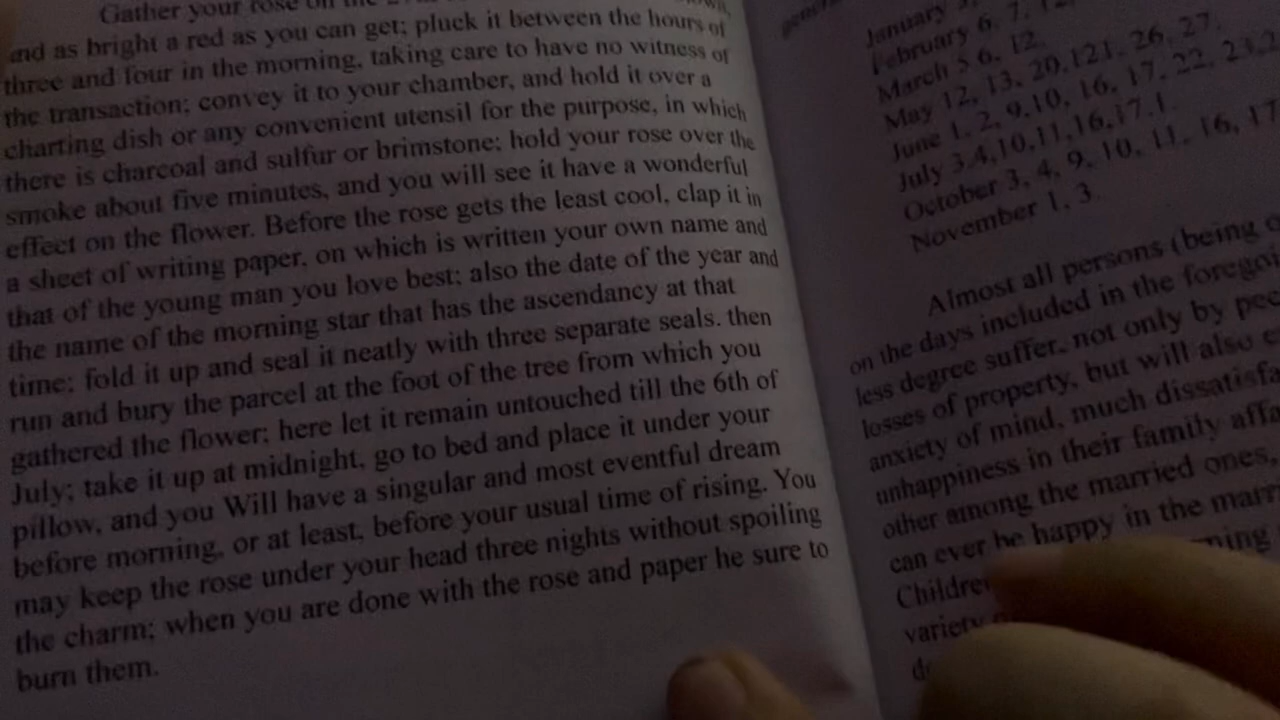 Gather your rose on the
and as bright a red as you can get; pluck it between the hours of
three and four in the morning, taking care to have no witness of
the transaction; convey it to your chamber, and hold it over a
charting dish or any convenient utensil for the purpose, in which
there is charcoal and sulfur or brimstone; hold your rose over the
smoke about five minutes, and you will see it have a wonderful
effect on the flower. Before the rose gets the least cool, clap it in
a sheet of writing paper, on which is written your own name and
that of the young man you love best; also the date of the year and
the name of the morning star that has the ascendancy at that
time; fold it up and seal it neatly with three separate seals. then
run and bury the parcel at the foot of the tree from which you
gathered the flower; here let it remain untouched till the 6th of
July; take it up at midnight, go to bed and place it under your
pillow, and you Will have a singular and most eventful dream
before morning, or at least, before your usual time of rising. You
may keep the rose under your head three nights without spoiling
the charm; when you are done with the rose and paper he sure to
burn them.
January
February 6, 7,
March 5 6, 12.
May 12, 13, 20,121, 26, 27.
June 1, 2, 9,10, 16, 17, 22, 23,
July 3,4,10,11,16,17.1
October 3, 4, 9, 10, 11, 16, 17
November 1, 3.
Almost all persons (being
on the days included in the
less degree suffer, not only by
losses of property, but will also
anxiety of mind, much
unhappiness in their family
other among the married ones,
can ever be happy in the
variety